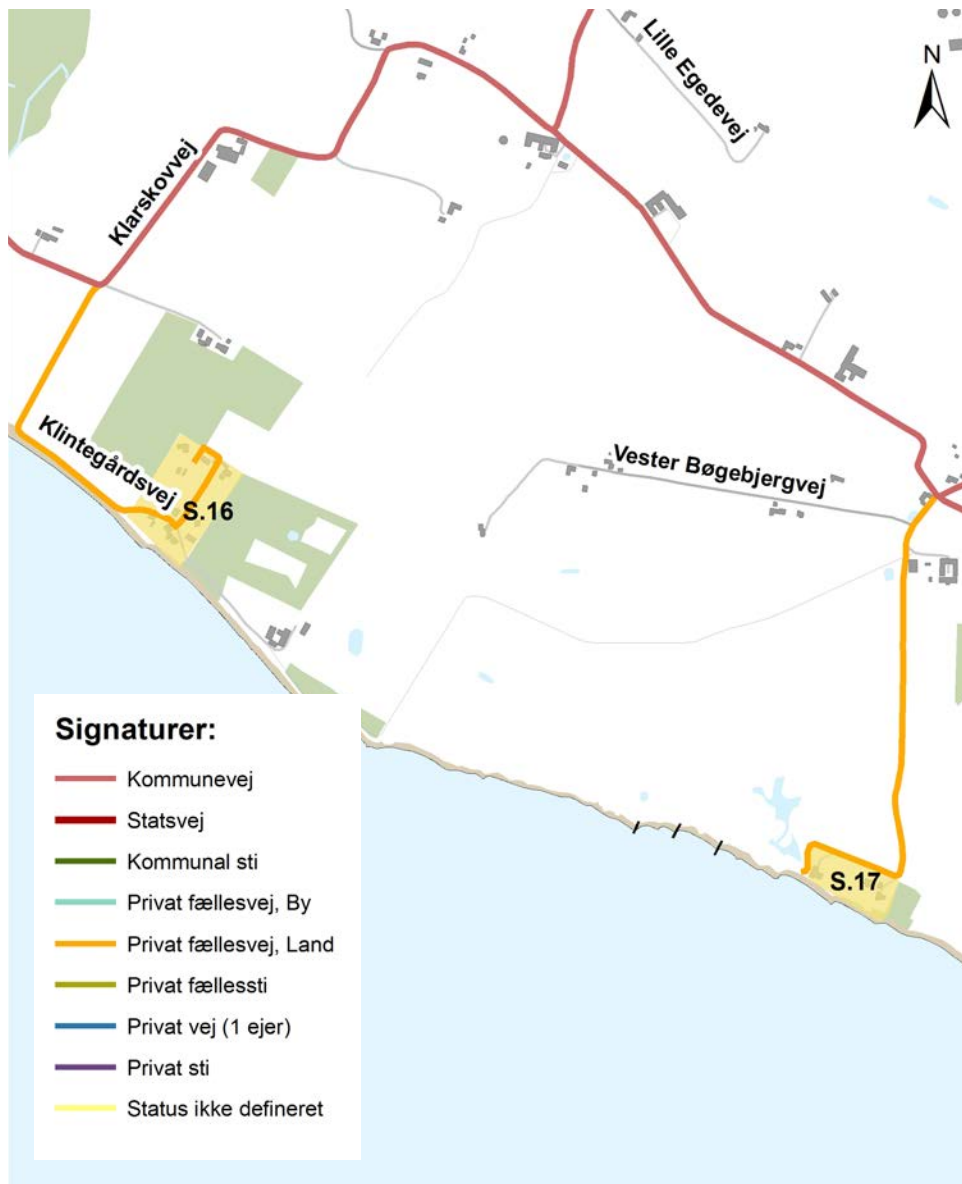 Lille Egedevej
N
Klarskovvej
Klintegårdsvej
S.16
Vester Bøgebjergvej
S.17
Signaturer:
Kommunevej
Statsvej
Kommunal sti
Privat fællesvej, By
Privat fællesvej, Land
Privat fællessti
Privat vej (1 ejer)
Privat sti
Status ikke defineret